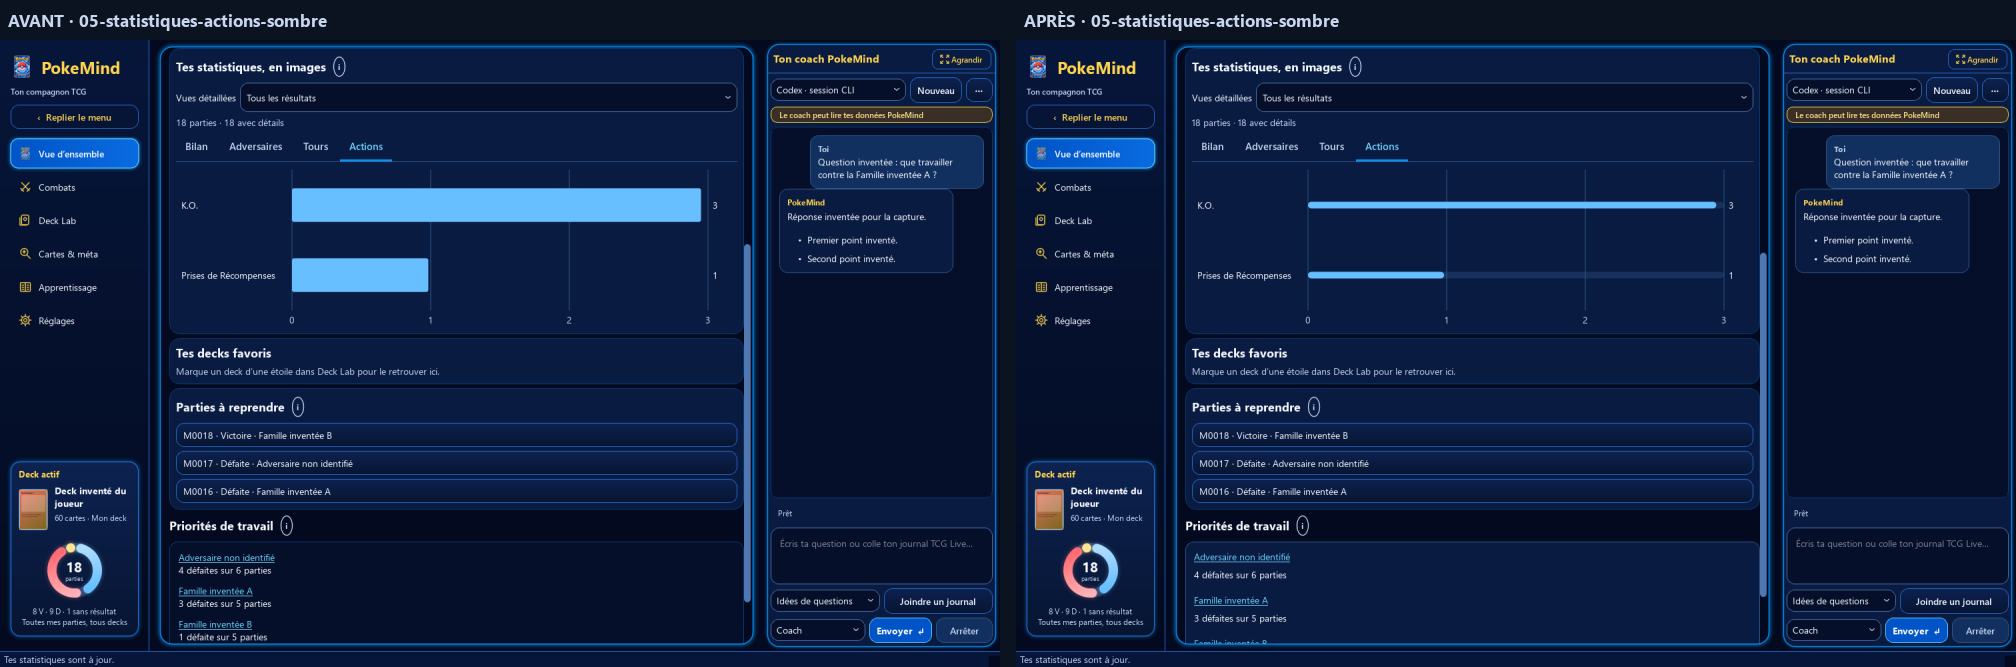 AVANT · 05-statistiques-actions-sombre
PokeMind
Ton compagnon TCG
‹ Replier le menu
Vue d'ensemble
Combats
Deck Lab
Cartes & méta
Apprentissage
Réglages
Deck actif
Deck inventé du
joueur
60 cartes · Mon deck
18
parties
8 V · 9 D · 1 sans résultat
Toutes mes parties, tous decks
Tes statistiques, en images i
Vues détaillées Tous les résultats
18 parties · 18 avec détails
Bilan Adversaires Tours Actions
K.O. 3
Prises de Récompenses 1
0 1 2 3
Tes decks favoris
Marque un deck d'une étoile dans Deck Lab pour le retrouver ici.
Parties à reprendre i
M0018 · Victoire · Famille inventée B
M0017 · Défaite · Adversaire non identifié
M0016 · Défaite · Famille inventée A
Priorités de travail i
Adversaire non identifié
4 défaites sur 6 parties
Famille inventée A
3 défaites sur 5 parties
Famille inventée B
1 défaite sur 5 parties
Ton coach PokeMind Agrandir
Codex · session CLI Nouveau ...
Le coach peut lire tes données PokeMind
Toi
Question inventée : que travailler
contre la Famille inventée A ?
PokeMind
Réponse inventée pour la capture.
• Premier point inventé.
• Second point inventé.
Prêt
Écris ta question ou colle ton journal TCG Live...
Idées de questions Joindre un journal
Coach Envoyer ↲ Arrêter
Tes statistiques sont à jour.
APRÈS · 05-statistiques-actions-sombre
PokeMind
Ton compagnon TCG
‹ Replier le menu
Vue d'ensemble
Combats
Deck Lab
Cartes & méta
Apprentissage
Réglages
Deck actif
Deck inventé du
joueur
60 cartes · Mon deck
18
parties
8 V · 9 D · 1 sans résultat
Toutes mes parties, tous decks
Tes statistiques, en images i
Vues détaillées Tous les résultats
18 parties · 18 avec détails
Bilan Adversaires Tours Actions
K.O. 3
Prises de Récompenses 1
0 1 2 3
Tes decks favoris
Marque un deck d'une étoile dans Deck Lab pour le retrouver ici.
Parties à reprendre i
M0018 · Victoire · Famille inventée B
M0017 · Défaite · Adversaire non identifié
M0016 · Défaite · Famille inventée A
Priorités de travail i
Adversaire non identifié
4 défaites sur 6 parties
Famille inventée A
3 défaites sur 5 parties
Famille inventée B
Ton coach PokeMind Agrandir
Codex · session CLI Nouveau ...
Le coach peut lire tes données PokeMind
Toi
Question inventée : que travailler
contre la Famille inventée A ?
PokeMind
Réponse inventée pour la capture.
• Premier point inventé.
• Second point inventé.
Prêt
Écris ta question ou colle ton journal TCG Live...
Idées de questions Joindre un journal
Coach Envoyer ↲ Arrêter
Tes statistiques sont à jour.